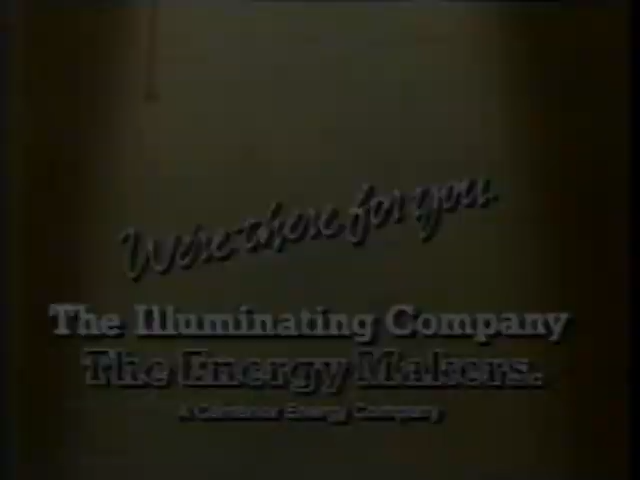 We're there for you.
The Illuminating Company
The Energy Makers.
A Centerior Energy Company